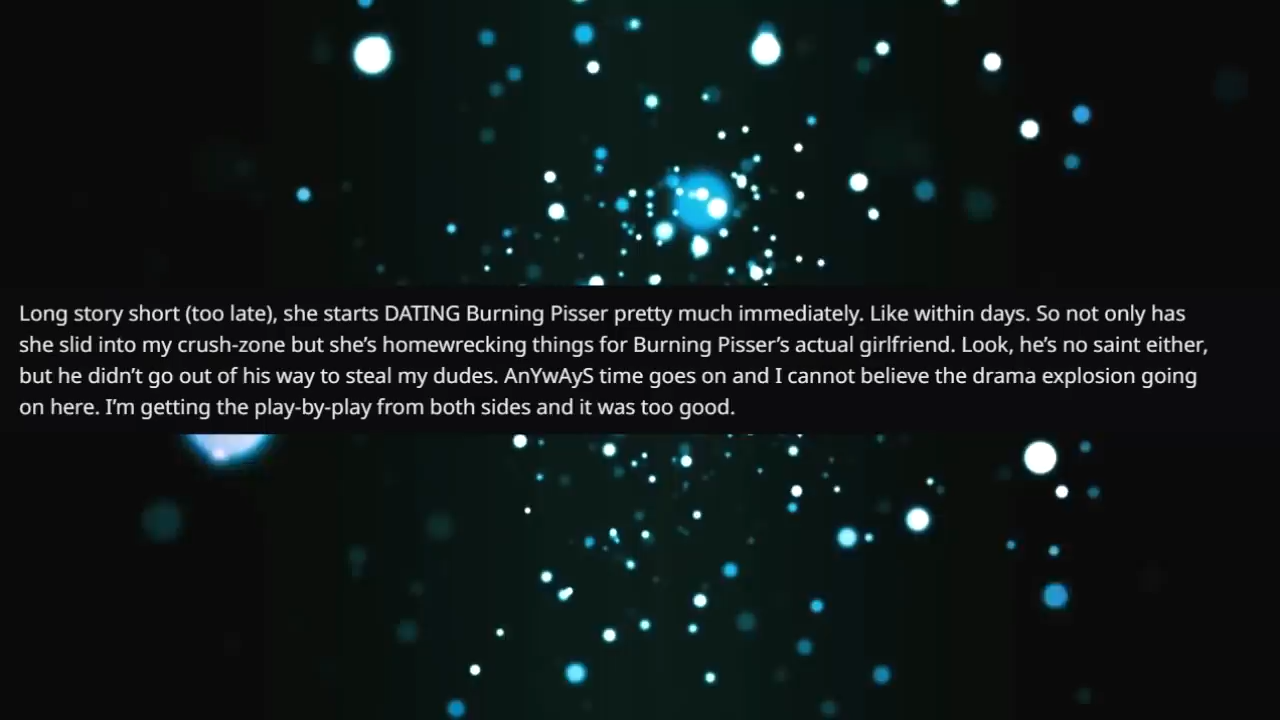 Long story short (too late), she starts DATING Burning Pisser pretty much immediately. Like within days. So not only has
she slid into my crush-zone but she’s homewrecking things for Burning Pisser’s actual girlfriend. Look, he’s no saint either,
but he didn’t go out of his way to steal my dudes. AnYwAyS time goes on and I cannot believe the drama explosion going
on here. I’m getting the play-by-play from both sides and it was too good.